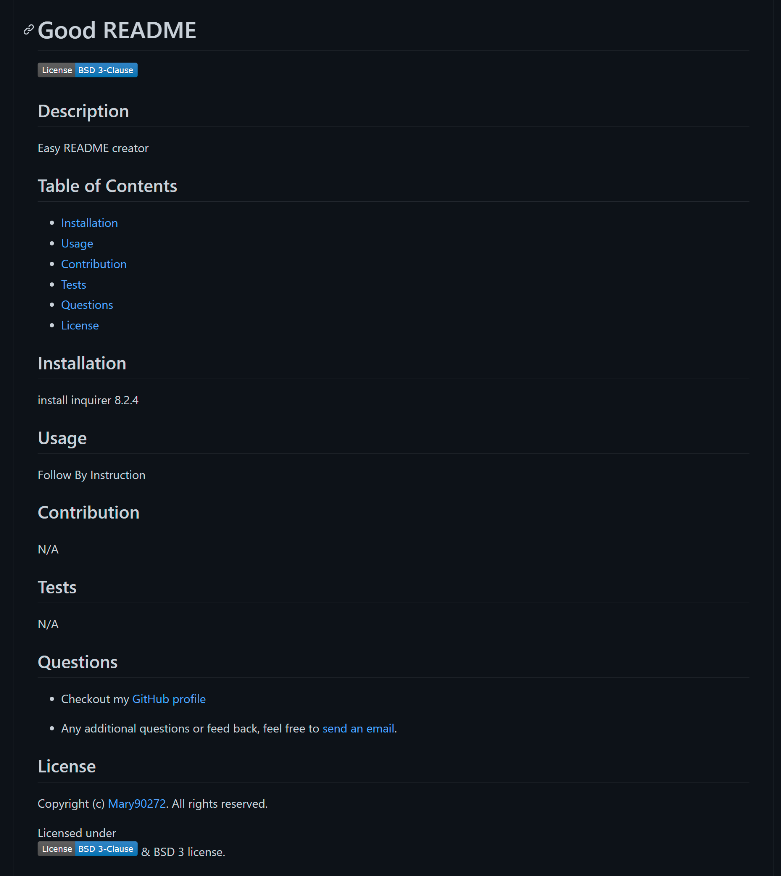 Good README
License BSD 3-Clause
Description
Easy README creator
Table of Contents
Installation
Usage
Contribution
Tests
Questions
License
Installation
install inquirer 8.2.4
Usage
Follow By Instruction
Contribution
N/A
Tests
N/A
Questions
Checkout my GitHub profile
Any additional questions or feed back, feel free to send an email.
License
Copyright (c) Mary90272. All rights reserved.
Licensed under
License BSD 3-Clause & BSD 3 license.